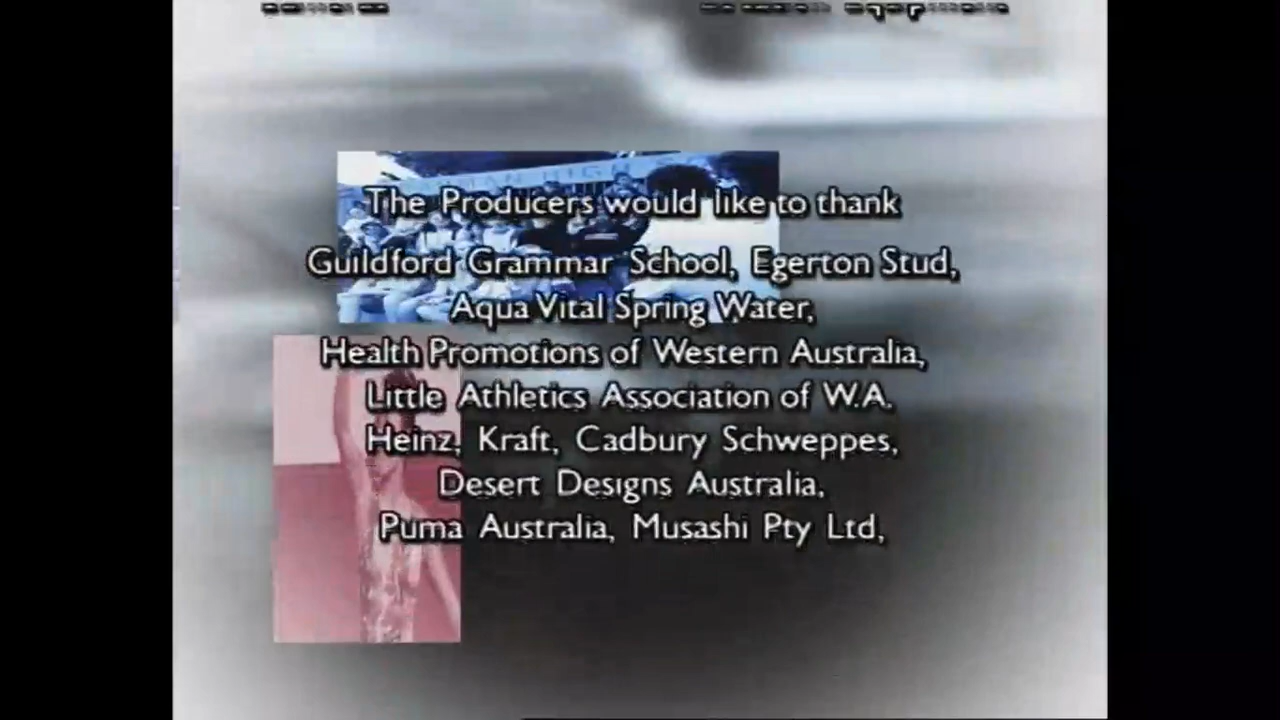 The Producers would like to thank
Guildford Grammar School, Egerton Stud,
Aqua Vital Spring Water,
Health Promotions of Western Australia,
Little Athletics Association of W.A.
Heinz, Kraft, Cadbury Schweppes,
Desert Designs Australia,
Puma Australia, Musashi Pty Ltd,